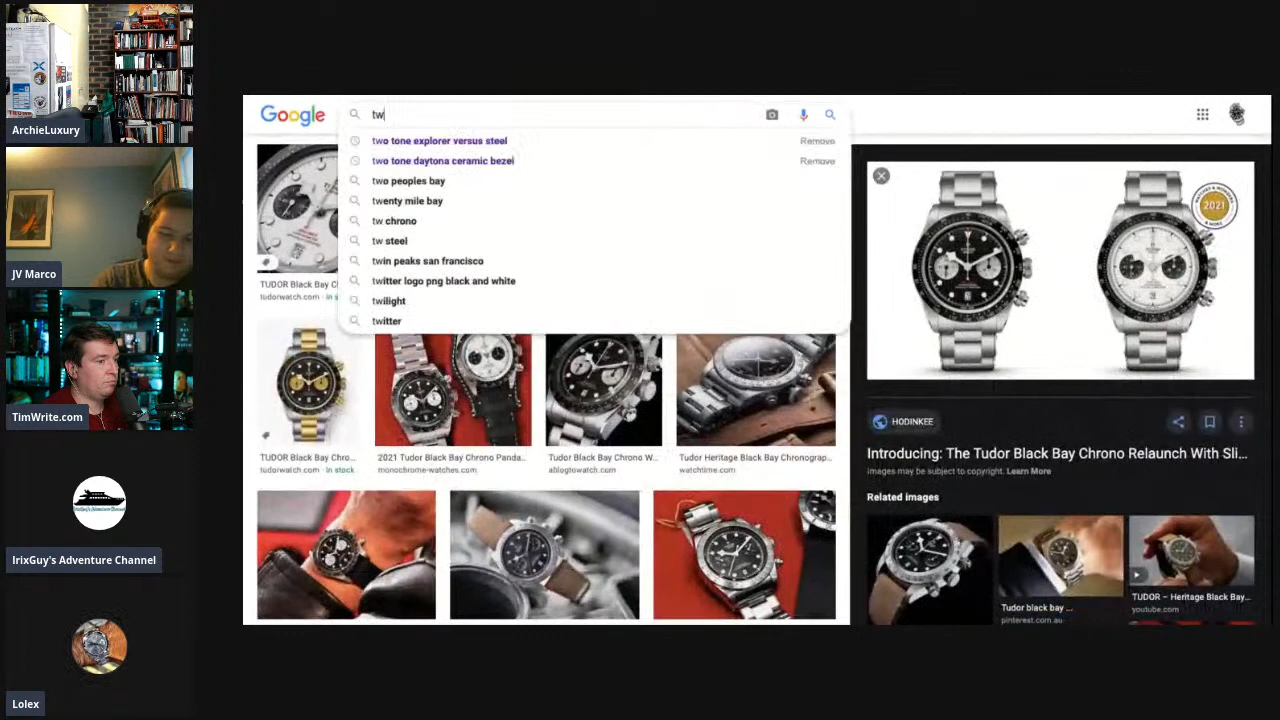 ArchieLuxury
JV Marco
TimWrite.com
IrixGuy's Adventure Channel
Lolex
Google
tw
two tone explorer versus steel
Remove
two tone daytona ceramic bezel
Remove
two peoples bay
twenty mile bay
tw chrono
tw steel
twin peaks san francisco
twitter logo png black and white
twilight
twitter
TUDOR Black Bay C
tudorwatch.com · In s
TUDOR Black Bay Chro...
tudorwatch.com · In stock
2021 Tudor Black Bay Chrono Panda...
monochrome-watches.com
Tudor Black Bay Chrono W...
ablogtowatch.com
Tudor Heritage Black Bay Chronograp...
watchtime.com
2021
HODINKEE
Introducing: The Tudor Black Bay Chrono Relaunch With Sli...
Images may be subject to copyright. Learn More
Related images
Tudor black bay ...
pinterest.com.au
TUDOR – Heritage Black Bay...
youtube.com